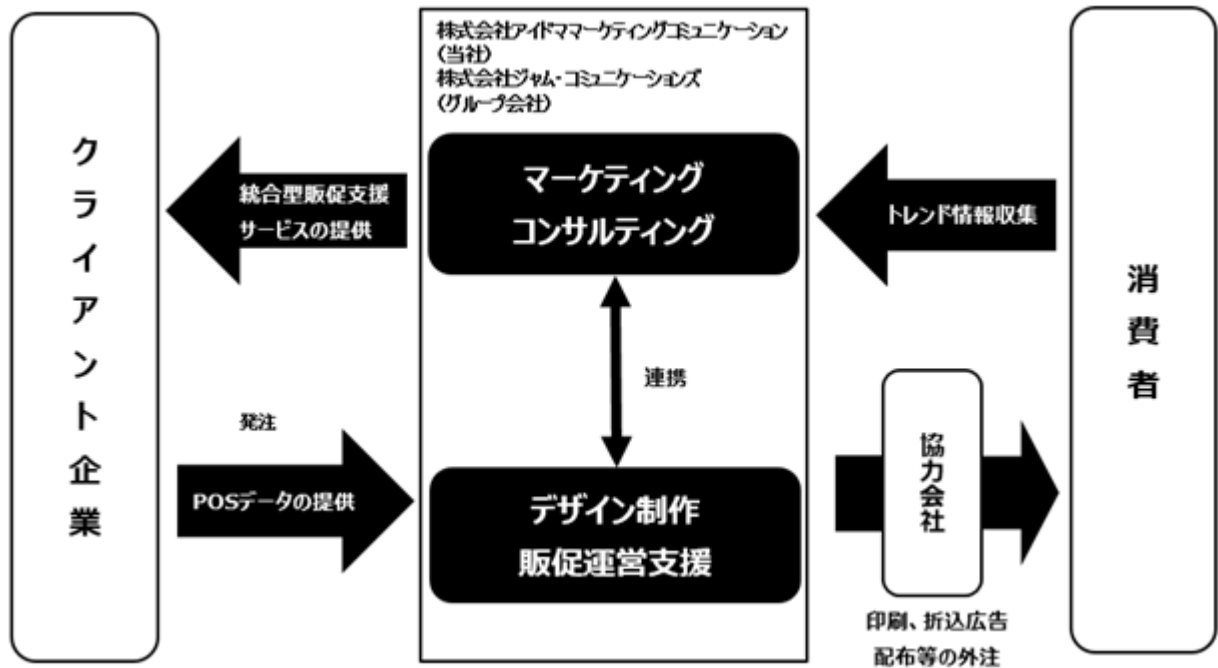 株式会社アイドママーケティングコミュニケーション
（当社）
株式会社ジャム・コミュニケーションズ
（グループ会社）
クライアント企業
統合型販促支援
サービスの提供
マーケティング
コンサルティング
トレンド情報収集
消費者
連携
発注
POSデータの提供
デザイン制作
販促運営支援
協力会社
印刷、折込広告
配布等の外注